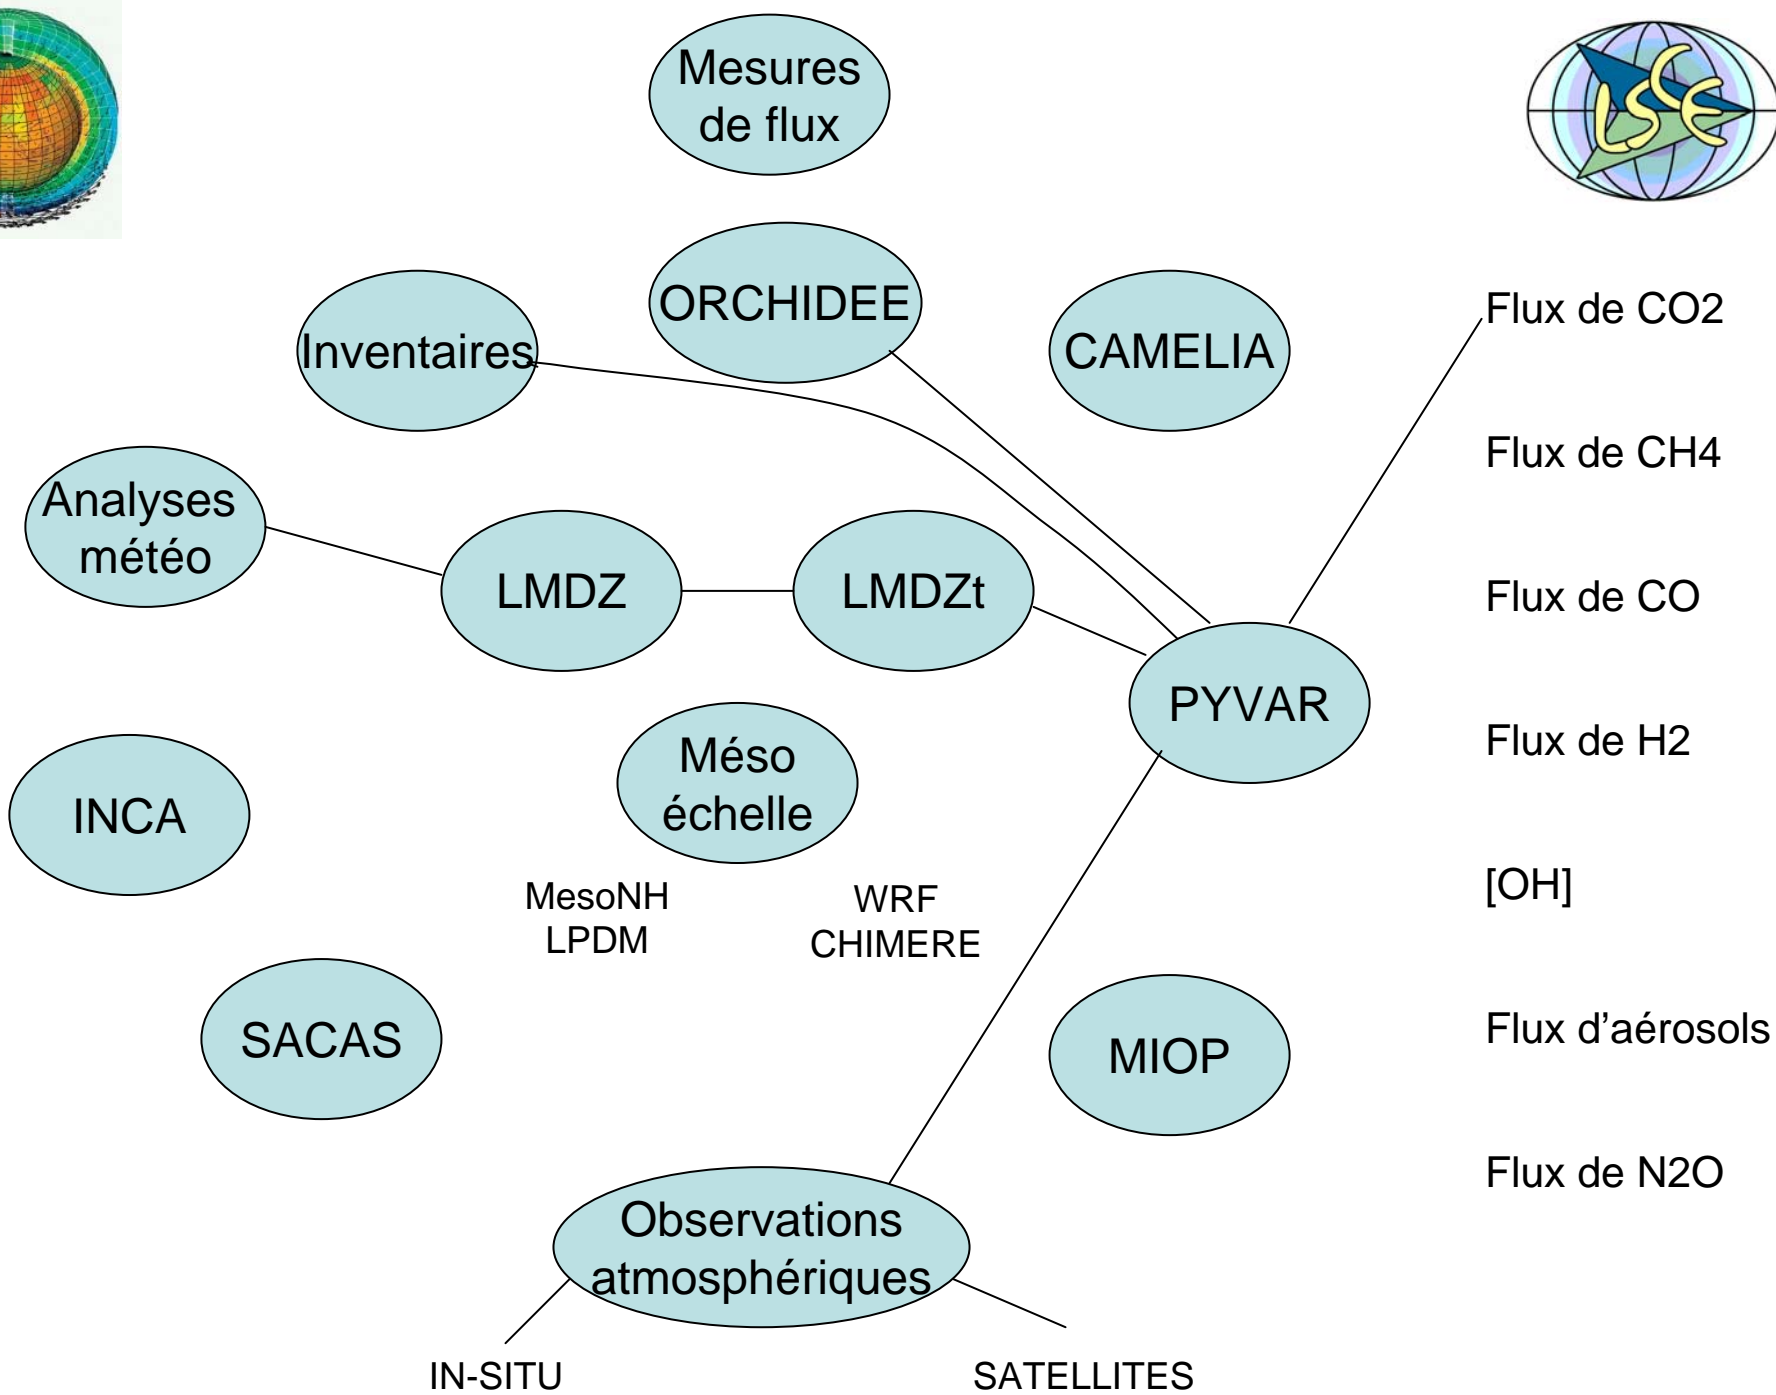 Mesures
de flux
LSCE
ORCHIDEE
Inventaires
CAMELIA
Flux de CO2
Flux de CH4
Analyses
météo
LMDZ
LMDZt
Flux de CO
PYVAR
Flux de H2
Méso
échelle
INCA
MesoNH
LPDM
WRF
CHIMERE
[OH]
SACAS
MIOP
Flux d’aérosols
Flux de N2O
Observations
atmosphériques
IN-SITU
SATELLITES